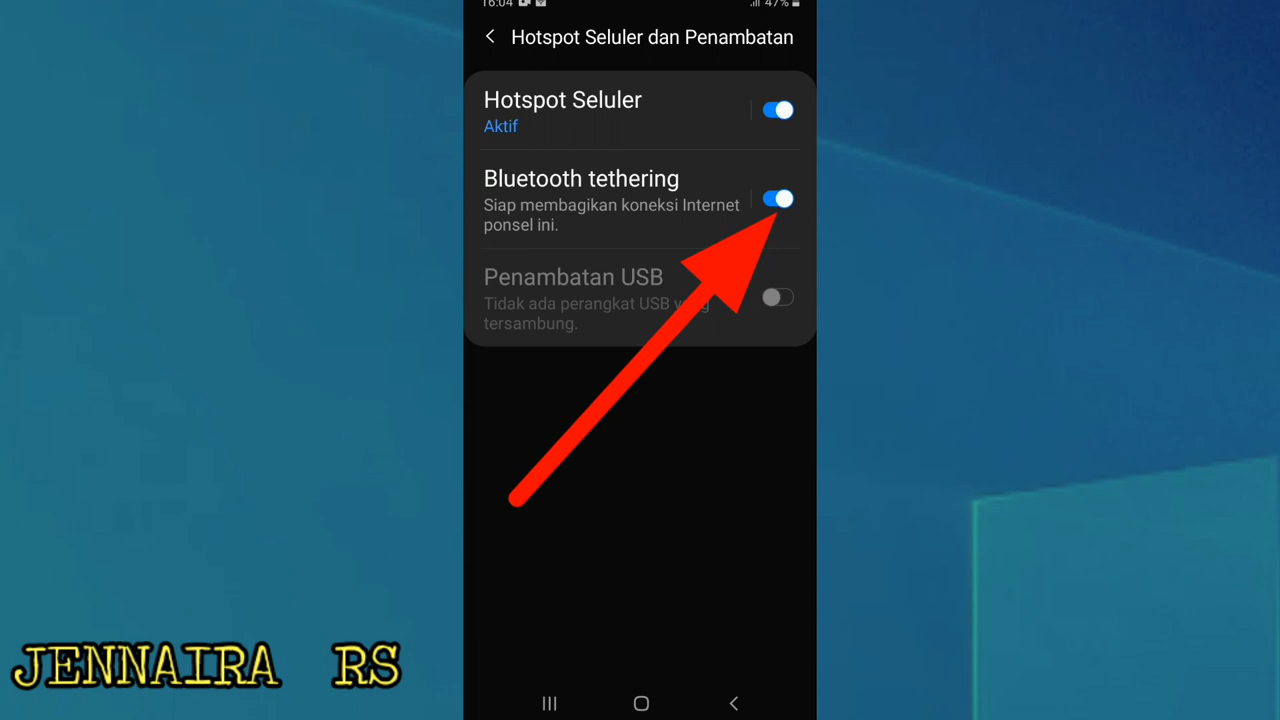 16:04 47%
Hotspot Seluler dan Penambatan
Hotspot Seluler
Aktif
Bluetooth tethering
Siap membagikan koneksi Internet
ponsel ini.
Penambatan USB
Tidak ada perangkat USB yang
tersambung.
JENNAIRA RS